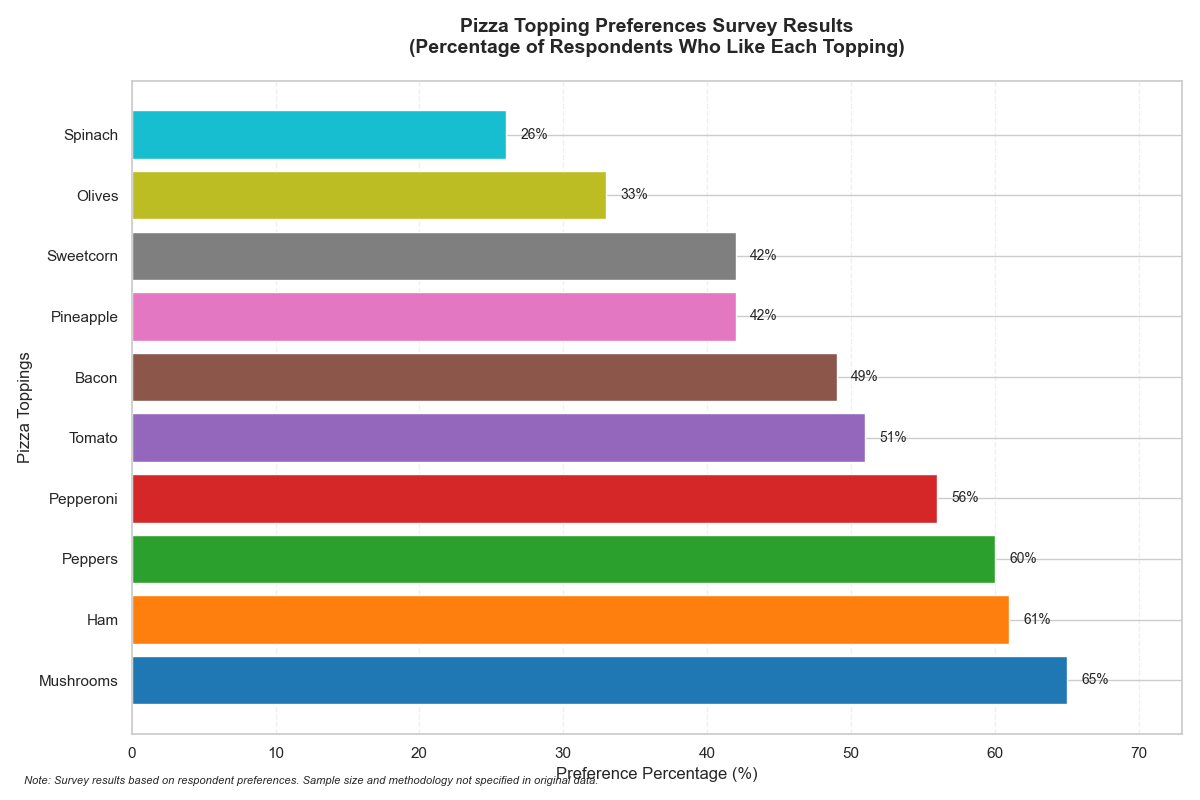 Pizza Topping Preferences Survey Results
(Percentage of Respondents Who Like Each Topping)
Pizza Toppings
Spinach 26%
Olives 33%
Sweetcorn 42%
Pineapple 42%
Bacon 49%
Tomato 51%
Pepperoni 56%
Peppers 60%
Ham 61%
Mushrooms 65%
0 10 20 30 40 50 60 70
Preference Percentage (%)
Note: Survey results based on respondent preferences. Sample size and methodology not specified in original data.